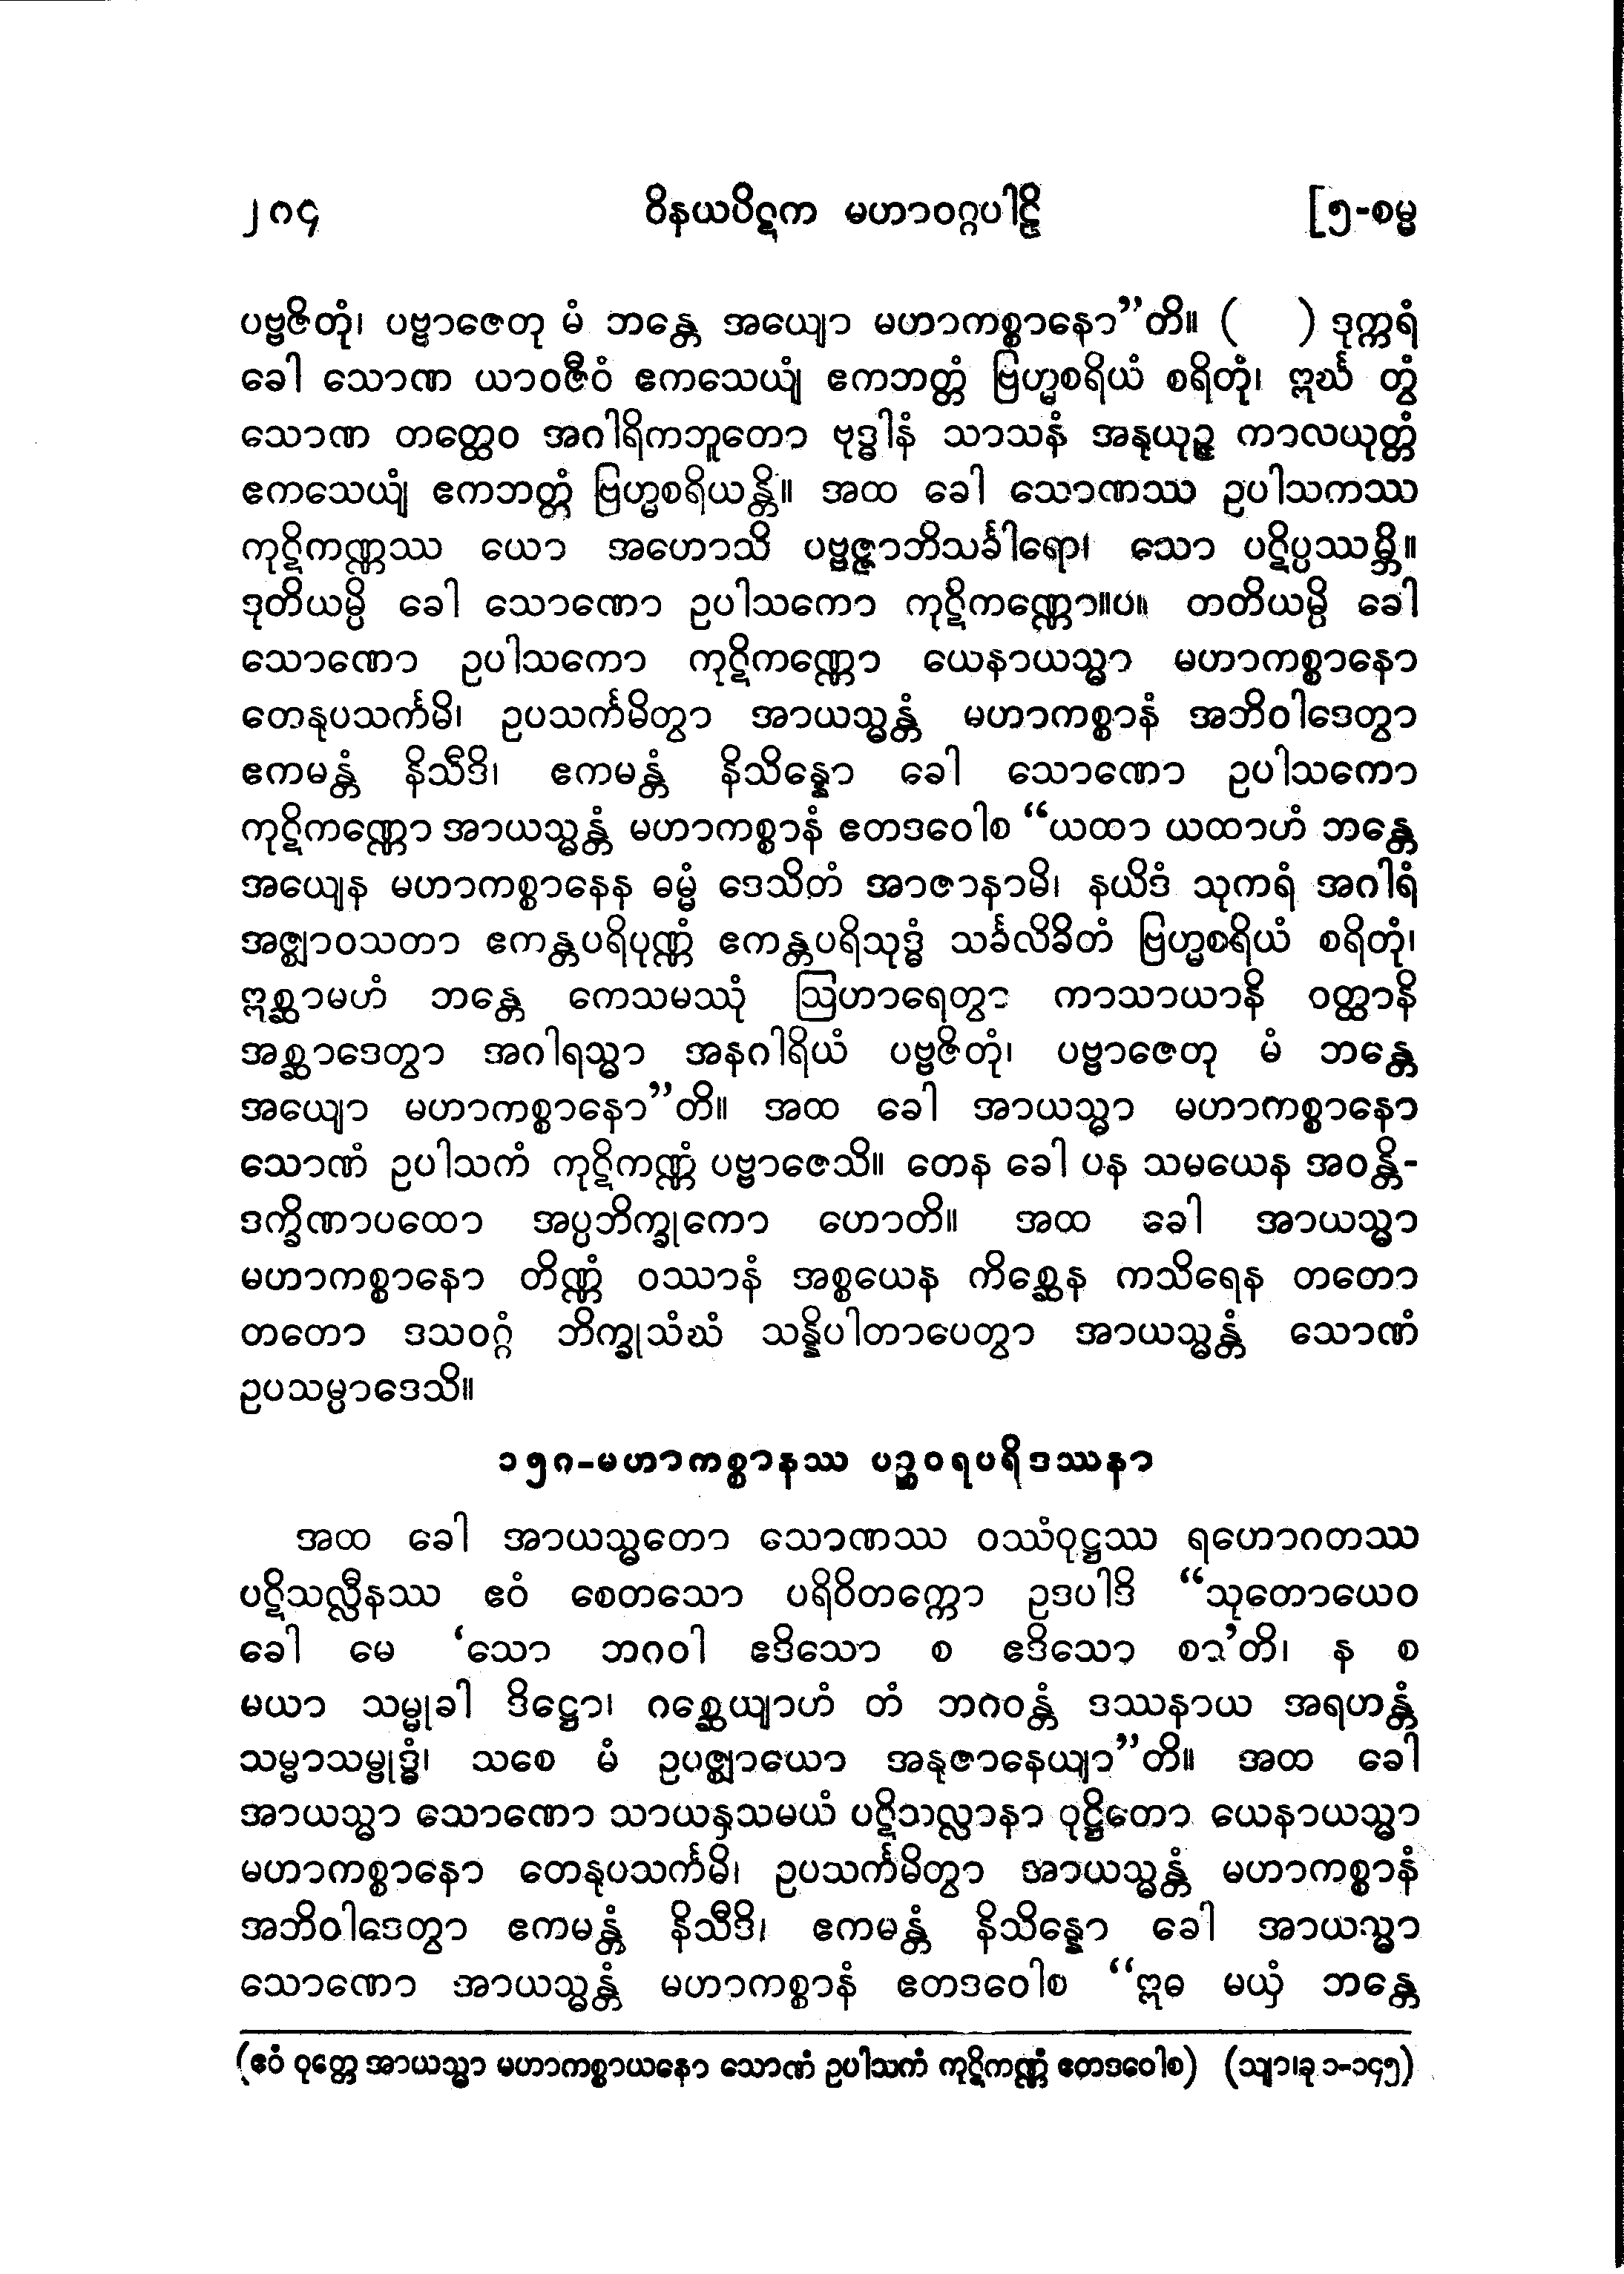 ၂၈၄ ဝိနယပိဋက မဟာဝဂ္ဂပါဠိ [၅-စမ္မ
ပဗ္ဗဇိတုံ၊ ပဗ္ဗာဇေတု မံ ဘန္တေ အယျော မဟာကစ္စာနော”တိ။ ( ) ဒုက္ကရံ
ခေါ သောဏ ယာဝဇီဝံ ဧကသေယျံ ဧကဘတ္တံ ဗြဟ္မစရိယံ စရိတုံ၊ ဣင်္ဃ တွံ
သောဏ တတ္ထေဝ အဂါရိကဘူတော ဗုဒ္ဓါနံ သာသနံ အနုယုဉ္ဇ ကာလယုတ္တံ
ဧကသေယျံ ဧကဘတ္တံ ဗြဟ္မစရိယန္တိ။ အထ ခေါ သောဏဿ ဥပါသကဿ
ကုဋိကဏ္ဏဿ ယော အဟောသိ ပဗ္ဗဇ္ဇာဘိသင်္ခါရော၊ သော ပဋိပ္ပဿမ္ဘိ။
ဒုတိယမ္ပိ ခေါ သောဏော ဥပါသကော ကုဋိကဏ္ဏော။ပ။ တတိယမ္ပိ ခေါ
သောဏော ဥပါသကော ကုဋိကဏ္ဏော ယေနာယသ္မာ မဟာကစ္စာနော
တေနုပသင်္ကမိ၊ ဥပသင်္ကမိတွာ အာယသ္မန္တံ မဟာကစ္စာနံ အဘိဝါဒေတွာ
ဧကမန္တံ နိသီဒိ၊ ဧကမန္တံ နိသိန္နော ခေါ သောဏော ဥပါသကော
ကုဋိကဏ္ဏော အာယသ္မန္တံ မဟာကစ္စာနံ ဧတဒဝေါစ “ယထာ ယထာဟံ ဘန္တေ
အယျေန မဟာကစ္စာနေန ဓမ္မံ ဒေသိတံ အာဇာနာမိ၊ နယိဒံ သုကရံ အဂါရံ
အဇ္ဈာဝသတာ ဧကန္တပရိပုဏ္ဏံ ဧကန္တပရိသုဒ္ဓံ သင်္ခလိခိတံ ဗြဟ္မစရိယံ စရိတုံ၊
ဣစ္ဆာမဟံ ဘန္တေ ကေသမဿုံ ဩဟာရေတွာ ကာသာယာနိ ဝတ္ထာနိ
အစ္ဆာဒေတွာ အဂါရသ္မာ အနဂါရိယံ ပဗ္ဗဇိတုံ၊ ပဗ္ဗာဇေတု မံ ဘန္တေ
အယျော မဟာကစ္စာနော”တိ။ အထ ခေါ အာယသ္မာ မဟာကစ္စာနော
သောဏံ ဥပါသကံ ကုဋိကဏ္ဏံ ပဗ္ဗာဇေသိ။ တေန ခေါ ပန သမယေန အဝန္တိ-
ဒက္ခိဏာပထော အပ္ပဘိက္ခုကော ဟောတိ။ အထ ခေါ အာယသ္မာ
မဟာကစ္စာနော တိဏ္ဏံ ဝဿာနံ အစ္စယေန ကိစ္ဆေန ကသိရေန တတော
တတော ဒသဝဂ္ဂံ ဘိက္ခုသံဃံ သန္နိပါတာပေတွာ အာယသ္မန္တံ သောဏံ
ဥပသမ္ပာဒေသိ။
၁၅၈-မဟာကစ္စာနဿ ပဉ္စဝရပရိဒဿနာ
အထ ခေါ အာယသ္မတော သောဏဿ ဝဿံဝုဋ္ဌဿ ရဟောဂတဿ
ပဋိသလ္လီနဿ ဧဝံ စေတသော ပရိဝိတက္ကော ဥဒပါဒိ “သုတောယေဝ
ခေါ မေ ‘သော ဘဂဝါ ဧဒိသော စ ဧဒိသော စာ’တိ၊ န စ
မယာ သမ္မုခါ ဒိဋ္ဌော၊ ဂစ္ဆေယျာဟံ တံ ဘဂဝန္တံ ဒဿနာယ အရဟန္တံ
သမ္မာသမ္ဗုဒ္ဓံ၊ သစေ မံ ဥပဇ္ဈာယော အနုဇာနေယျာ”တိ။ အထ ခေါ
အာယသ္မာ သောဏော သာယနှသမယံ ပဋိသလ္လာနာ ဝုဋ္ဌိတော ယေနာယသ္မာ
မဟာကစ္စာနော တေနုပသင်္ကမိ၊ ဥပသင်္ကမိတွာ အာယသ္မန္တံ မဟာကစ္စာနံ
အဘိဝါဒေတွာ ဧကမန္တံ နိသီဒိ၊ ဧကမန္တံ နိသိန္နော ခေါ အာယသ္မာ
သောဏော အာယသ္မန္တံ မဟာကစ္စာနံ ဧတဒဝေါစ “ဣဓ မယှံ ဘန္တေ
(ဧဝံ ဝုတ္တေ အာယသ္မာ မဟာကစ္စာယနော သောဏံ ဥပါသကံ ကုဋိကဏ္ဏံ ဧတဒဝေါစ) (သျာ၊ခု ၁-၁၄၅)